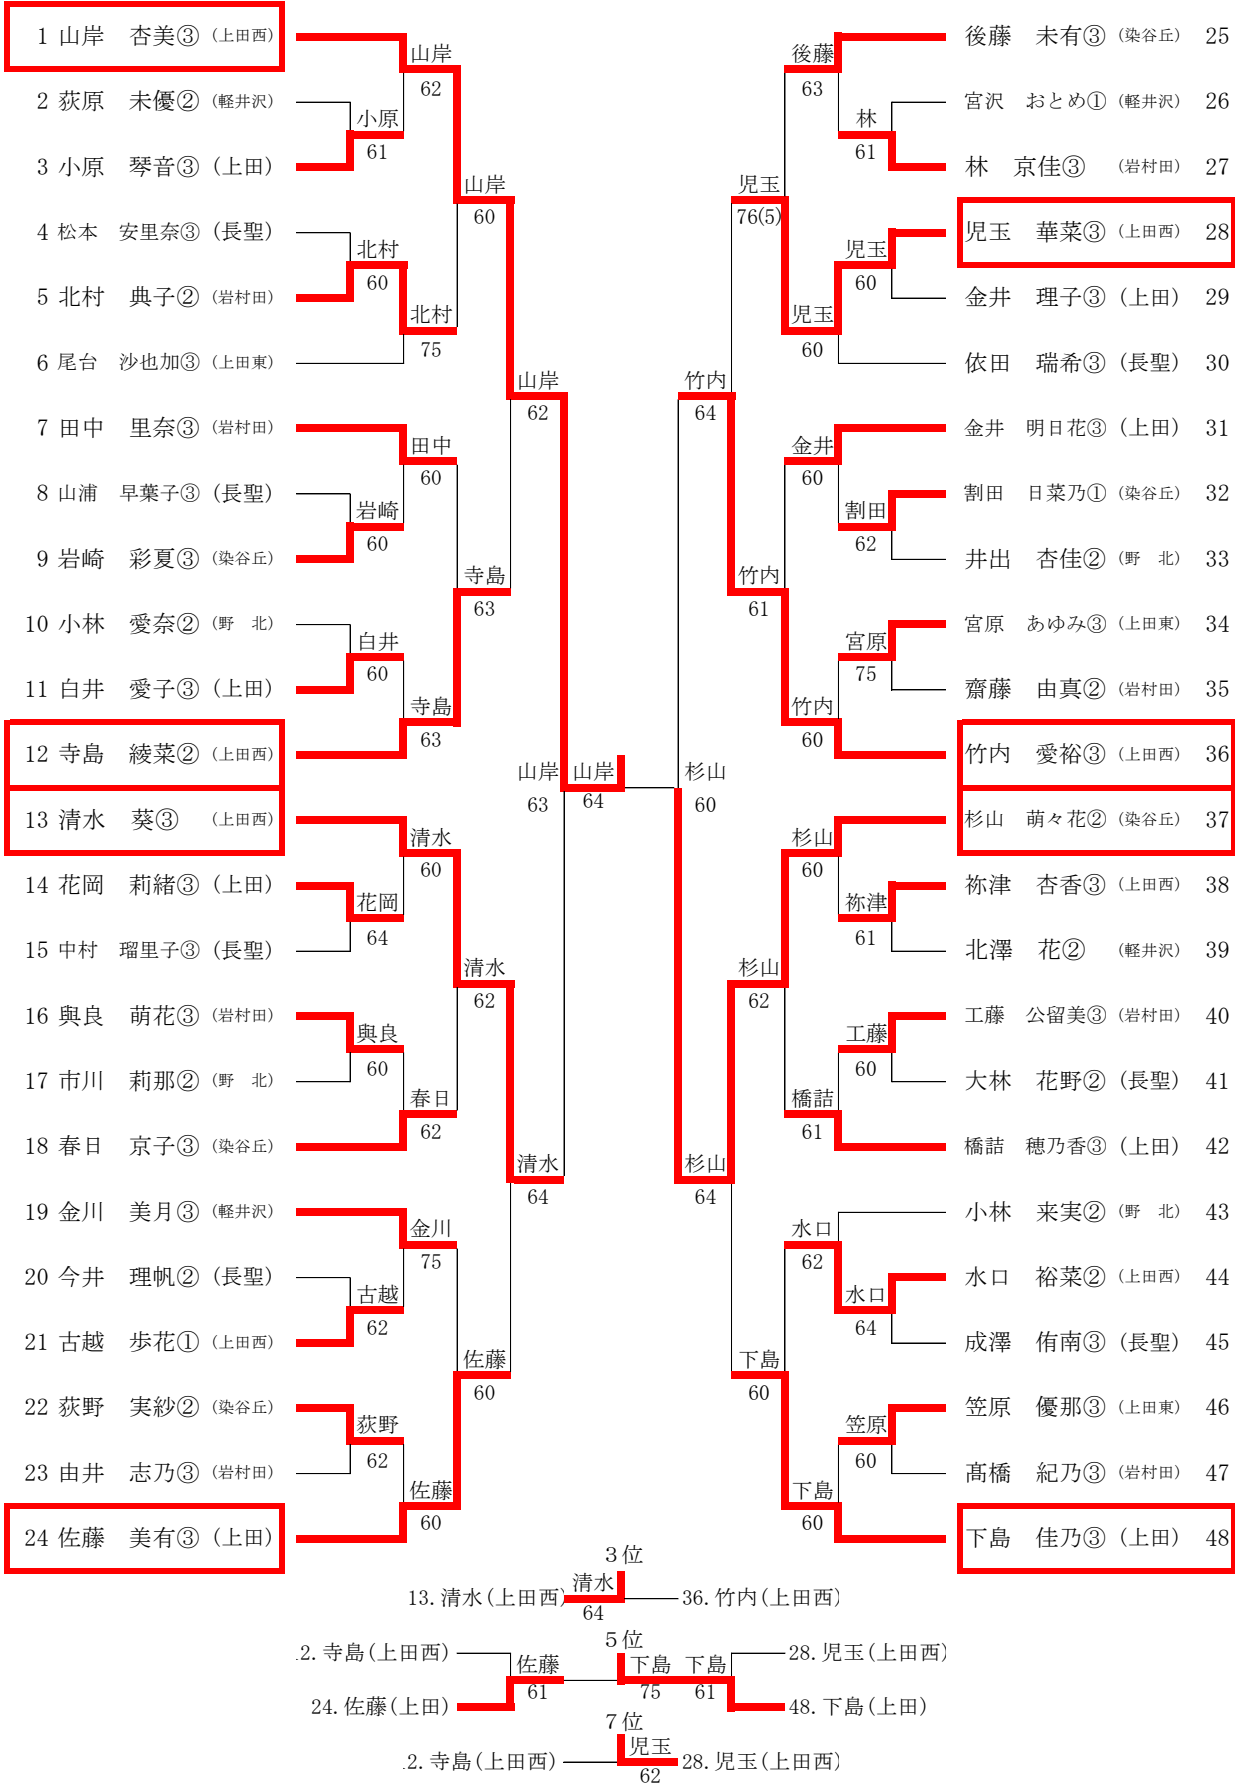 1 山岸　杏美③ (上田西)
2 荻原　未優② (軽井沢)
3 小原　琴音③ (上田)
4 松本　安里奈③ (長聖)
5 北村　典子② (岩村田)
6 尾台　沙也加③ (上田東)
7 田中　里奈③ (岩村田)
8 山浦　早葉子③ (長聖)
9 岩崎　彩夏③ (染谷丘)
10 小林　愛奈② (野　北)
11 白井　愛子③ (上田)
12 寺島　綾菜② (上田西)
13 清水　葵③ (上田西)
14 花岡　莉緒③ (上田)
15 中村　瑠里子③ (長聖)
16 與良　萌花③ (岩村田)
17 市川　莉那② (野　北)
18 春日　京子③ (染谷丘)
19 金川　美月③ (軽井沢)
20 今井　理帆② (長聖)
21 古越　歩花① (上田西)
22 荻野　実紗② (染谷丘)
23 由井　志乃③ (岩村田)
24 佐藤　美有③ (上田)
小原
61
北村
60
岩崎
60
白井
60
花岡
64
與良
60
古越
62
荻野
62
山岸
62
北村
75
田中
60
寺島
63
清水
60
春日
62
金川
75
佐藤
60
山岸
60
寺島
63
清水
62
佐藤
60
山岸
62
清水
64
山岸
63
山岸
64
杉山
60
竹内
64
杉山
64
児玉
76(5)
竹内
61
杉山
62
下島
60
後藤
63
児玉
60
金井
60
竹内
60
杉山
60
橋詰
61
水口
62
下島
60
林
61
児玉
60
割田
62
宮原
75
祢津
61
工藤
60
水口
64
笠原
60
後藤　未有③ (染谷丘) 25
宮沢　おとめ① (軽井沢) 26
林　京佳③ (岩村田) 27
児玉　華菜③ (上田西) 28
金井　理子③ (上田) 29
依田　瑞希③ (長聖) 30
金井　明日花③ (上田) 31
割田　日菜乃① (染谷丘) 32
井出　杏佳② (野　北) 33
宮原　あゆみ③ (上田東) 34
齋藤　由真② (岩村田) 35
竹内　愛裕③ (上田西) 36
杉山　萌々花② (染谷丘) 37
祢津　杏香③ (上田西) 38
北澤　花② (軽井沢) 39
工藤　公留美③ (岩村田) 40
大林　花野② (長聖) 41
橋詰　穂乃香③ (上田) 42
小林　来実② (野　北) 43
水口　裕菜② (上田西) 44
成澤　侑南③ (長聖) 45
笠原　優那③ (上田東) 46
髙橋　紀乃③ (岩村田) 47
下島　佳乃③ (上田) 48
３位
13. 清水(上田西) 清水 36. 竹内(上田西)
64
５位
2. 寺島(上田西) 28. 児玉(上田西)
佐藤 下島 下島
61 75 61
24. 佐藤(上田) 48. 下島(上田)
７位
2. 寺島(上田西) 児玉 28. 児玉(上田西)
62